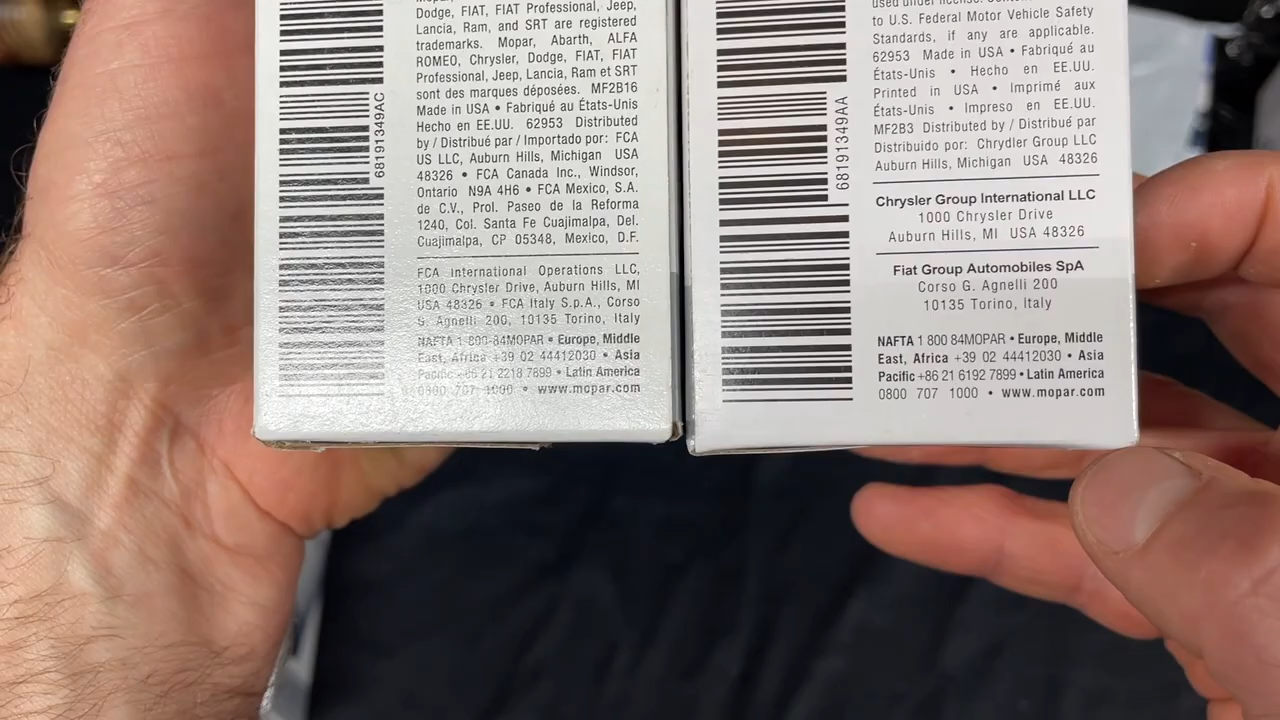 Dodge, FIAT, FIAT Professional, Jeep,
Lancia, Ram, and SRT are registered
trademarks. Mopar, Abarth, ALFA
ROMEO, Chrysler, Dodge, FIAT, FIAT
Professional, Jeep, Lancia, Ram et SRT
sont des marques déposées. MF2B16
Made in USA • Fabriqué au États-Unis
Hecho en EE.UU. 62953 Distributed
by / Distribué par / Importado por: FCA
US LLC, Auburn Hills, Michigan USA
48326 • FCA Canada Inc., Windsor,
Ontario N9A 4H6 • FCA Mexico, S.A.
de C.V., Prol. Paseo de la Reforma
1240, Col. Santa Fe Cuajimalpa, Del.
Cuajimalpa, CP 05348, Mexico, D.F.
FCA International Operations LLC,
1000 Chrysler Drive, Auburn Hills, MI
USA 48326 • FCA Italy S.p.A., Corso
G. Agnelli 200, 10135 Torino, Italy
NAFTA 1 800-84MOPAR • Europe, Middle
East, Africa +39 02 44412030 • Asia
Pacific +86 21 2218 7899 • Latin America
0800 707 1000 • www.mopar.com
68191349AC
to U.S. Federal Motor Vehicle Safety
Standards, if any are applicable.
62953 Made in USA • Fabriqué au
États-Unis • Hecho en EE.UU.
Printed in USA • Imprimé aux
États-Unis • Impreso en EE.UU.
MF2B3 Distributed by / Distribué par
Distribuido por: Chrydler Group LLC
Auburn Hills, Michigan USA 48326
Chrysler Group International LLC
1000 Chrysler Drive
Auburn Hills, MI USA 48326
Fiat Group Automobiles SpA
Corso G. Agnelli 200
10135 Torino, Italy
NAFTA 1 800 84MOPAR • Europe, Middle
East, Africa +39 02 44412030 • Asia
Pacific +86 21 6192 7899 • Latin America
0800 707 1000 • www.mopar.com
68191349AA